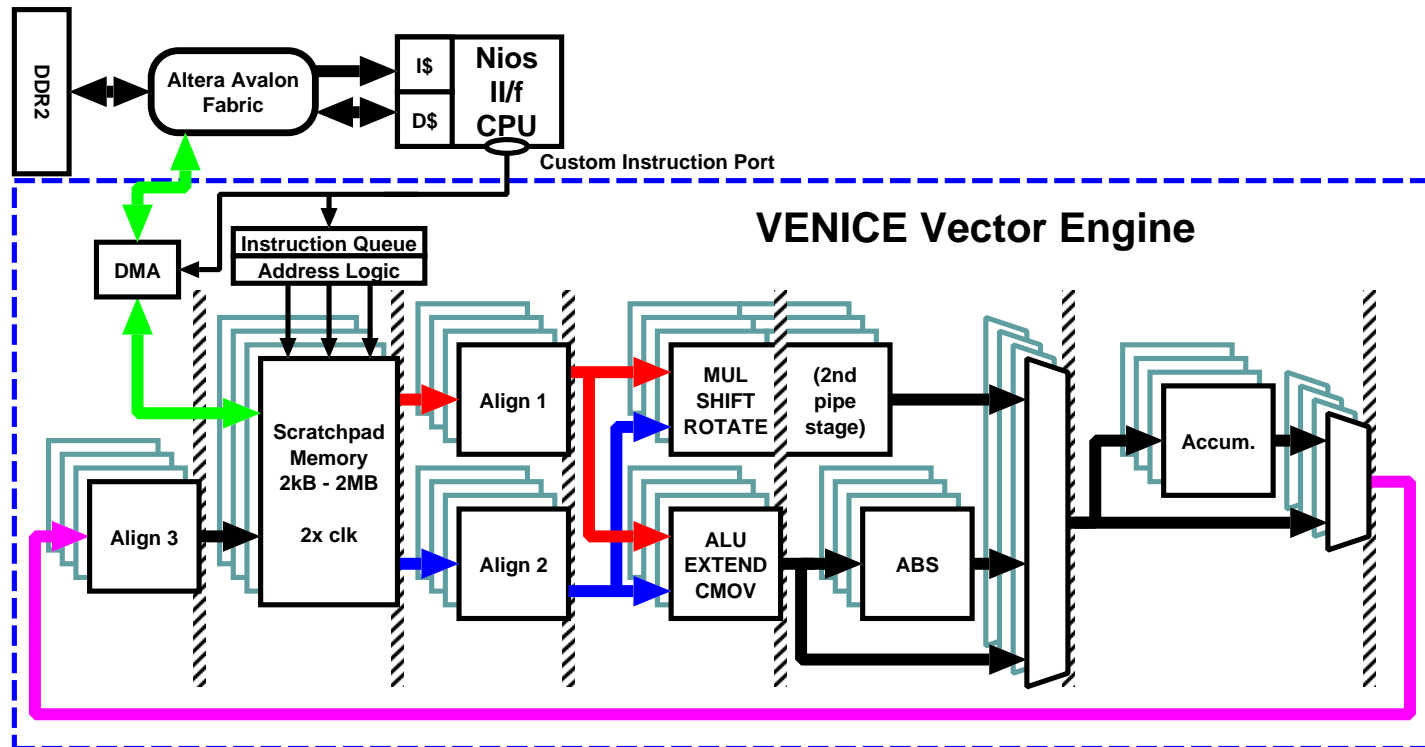 DDR2
Altera Avalon
Fabric
I$
D$
Nios
II/f
CPU
Custom Instruction Port
VENICE Vector Engine
DMA
Instruction Queue
Address Logic
Align 3
Scratchpad
Memory
2kB - 2MB
2x clk
Align 1
Align 2
MUL
SHIFT
ROTATE
(2nd
pipe
stage)
ALU
EXTEND
CMOV
ABS
Accum.